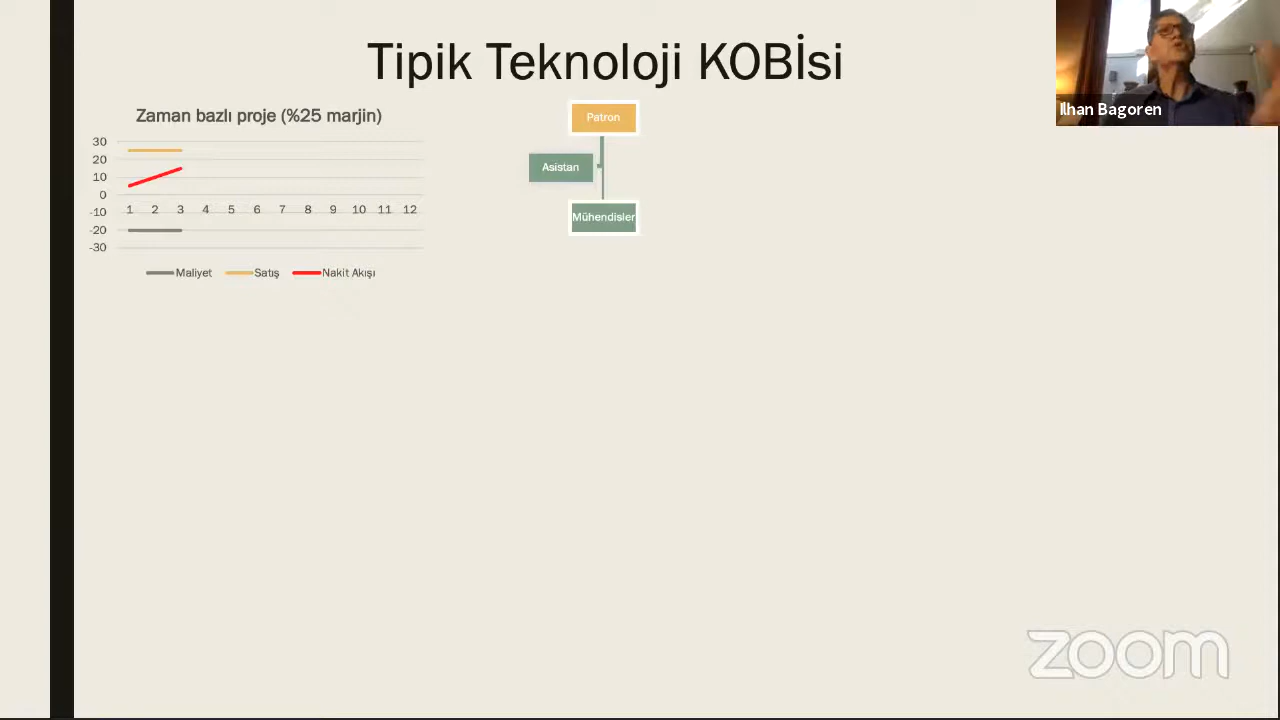 Tipik Teknoloji KOBİsi
Ilhan Bagoren
Zaman bazlı proje (%25 marjin)
30
20
10
0
-10
-20
-30
1 2 3 4 5 6 7 8 9 10 11 12
Maliyet Satış Nakit Akışı
Patron
Asistan
Mühendisler
zoom